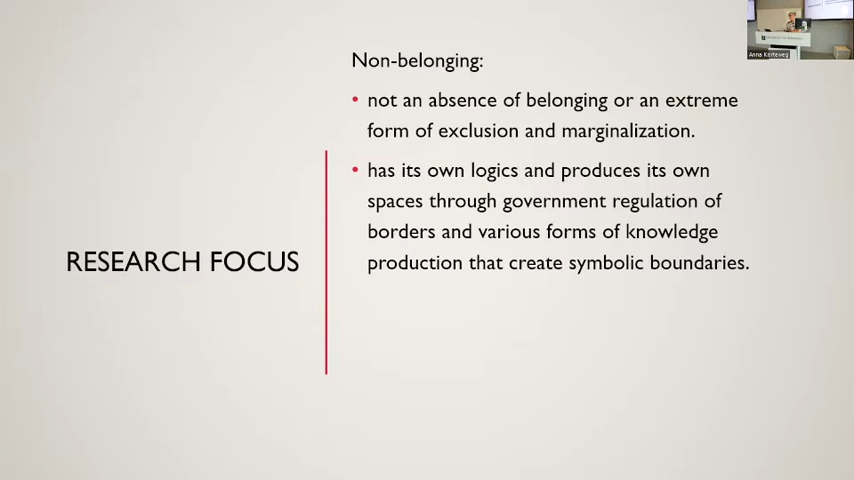 Non-belonging:
• not an absence of belonging or an extreme
form of exclusion and marginalization.
• has its own logics and produces its own
spaces through government regulation of
borders and various forms of knowledge
production that create symbolic boundaries.
RESEARCH FOCUS
Anna Korteweg